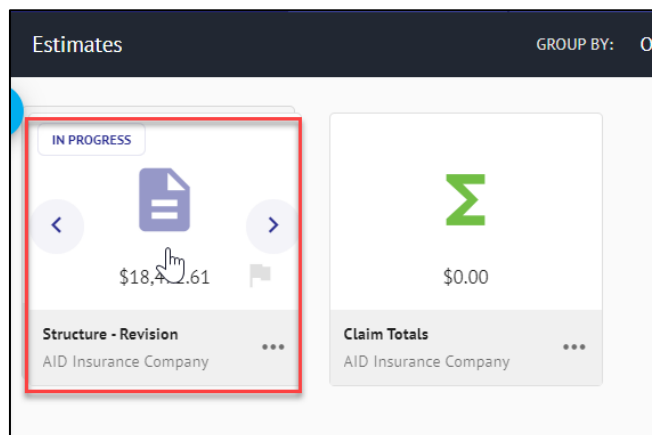 Estimates
GROUP BY:
IN PROGRESS
$0.00
Structure - Revision
AID Insurance Company
Claim Totals
AID Insurance Company